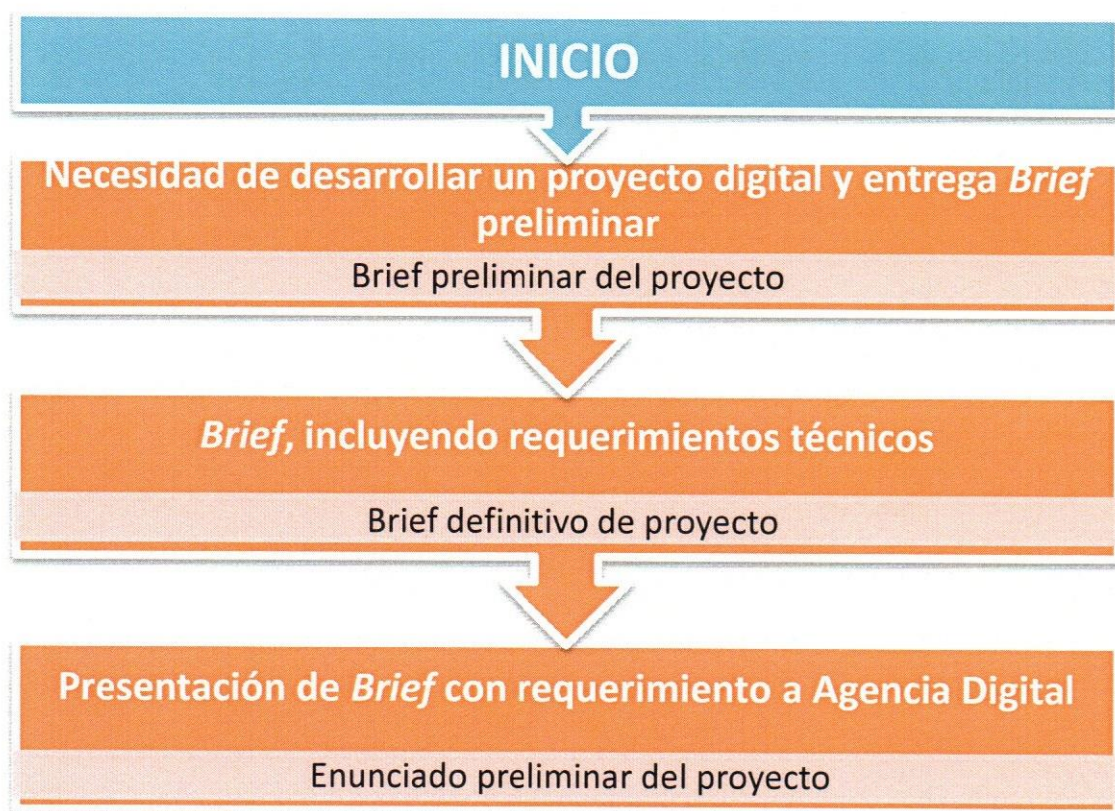 INICIO
Necesidad de desarrollar un proyecto digital y entrega Brief
preliminar
Brief preliminar del proyecto
Brief, incluyendo requerimientos técnicos
Brief definitivo de proyecto
Presentación de Brief con requerimiento a Agencia Digital
Enunciado preliminar del proyecto